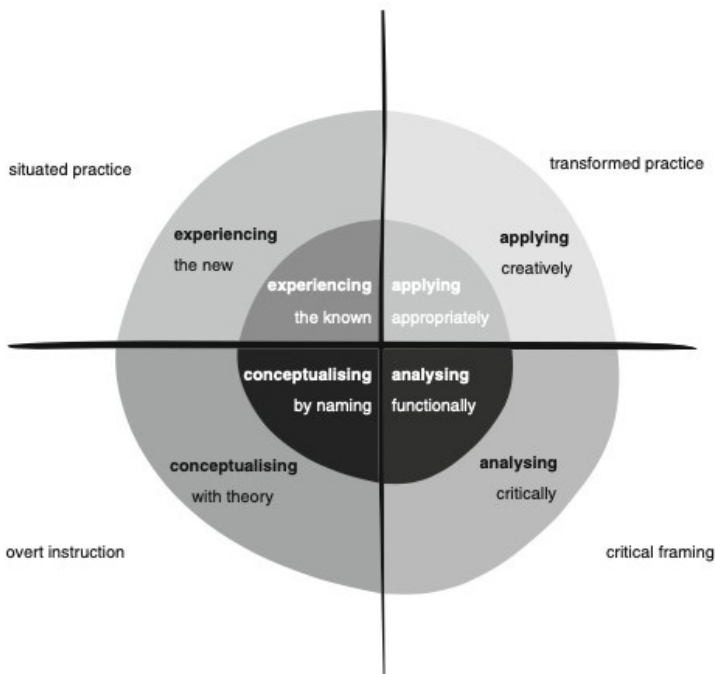 situated practice
transformed practice
experiencing
the new
applying
creatively
experiencing
the known
applying
appropriately
conceptualising
by naming
analysing
functionally
conceptualising
with theory
analysing
critically
overt instruction
critical framing